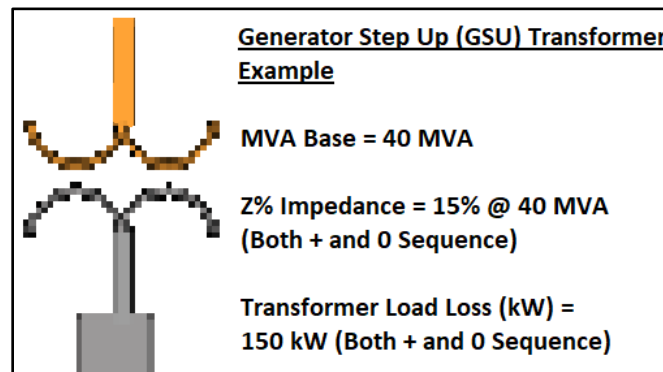 Generator Step Up (GSU) Transformer
Example
MVA Base = 40 MVA
Z% Impedance = 15% @ 40 MVA
(Both + and 0 Sequence)
Transformer Load Loss (kW) =
150 kW (Both + and 0 Sequence)